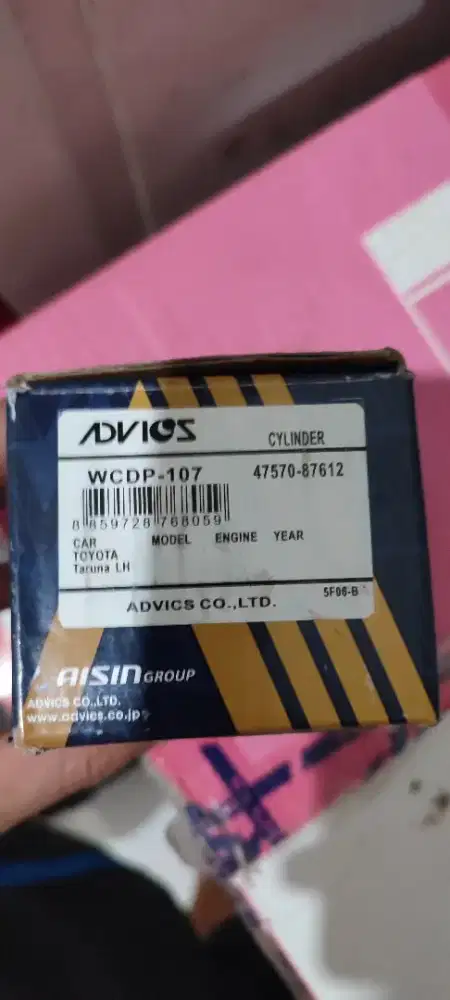 ADVICS
CYLINDER
WCDP-107 47570-87612
8 859728 768059
CAR MODEL ENGINE YEAR
TOYOTA
Taruna LH
5F06-B
ADVICS CO.,LTD.
AISIN GROUP
ADVICS CO.,LTD.
www.advics.co.jp